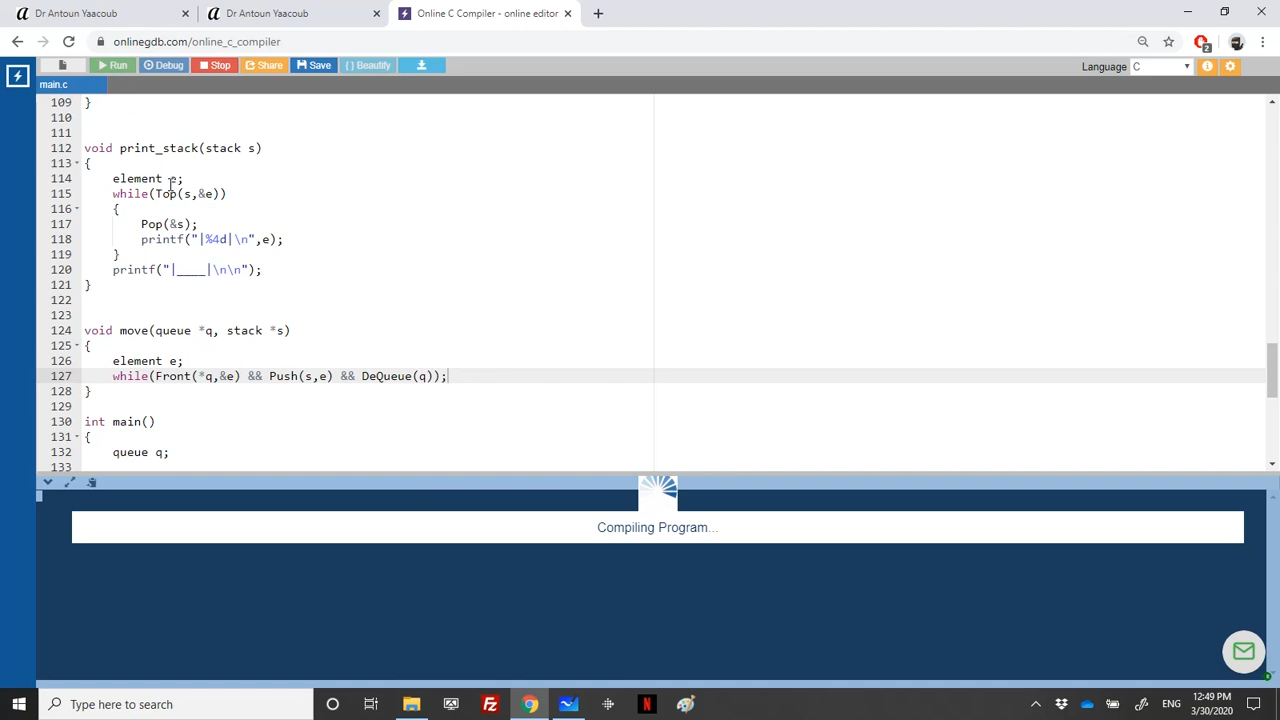 Dr Antoun Yaacoub
Dr Antoun Yaacoub
Online C Compiler - online editor
onlinegdb.com/online_c_compiler
2
Run
Debug
Stop
Share
Save
{ } Beautify
Language C
main.c
109 }
110
111
112 void print_stack(stack s)
113 {
114 element e;
115 while(Top(s,&e))
116 {
117 Pop(&s);
118 printf("|%4d|\n",e);
119 }
120 printf("|____|\n\n");
121 }
122
123
124 void move(queue *q, stack *s)
125 {
126 element e;
127 while(Front(*q,&e) && Push(s,e) && DeQueue(q));
128 }
129
130 int main()
131 {
132 queue q;
133
Compiling Program...
Type here to search
ENG
12:49 PM
3/30/2020